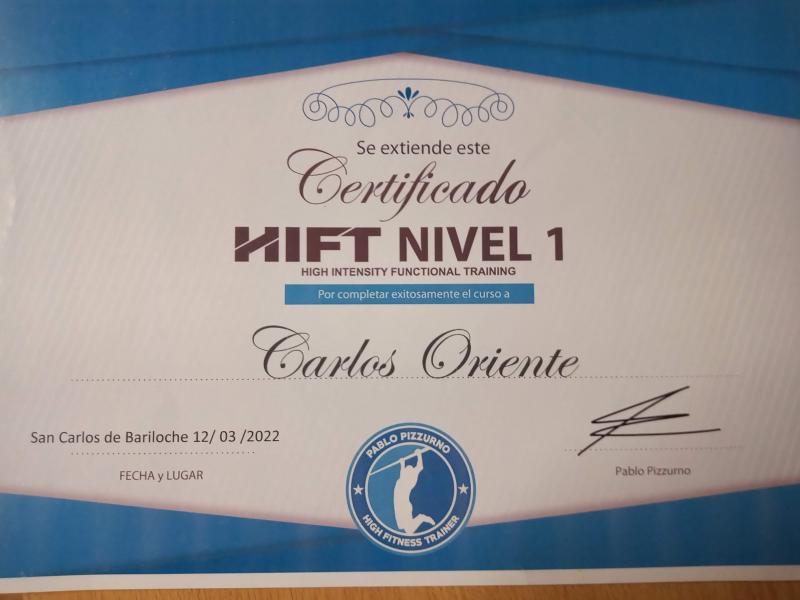 Se extiende este
Certificado
HIFT NIVEL 1
HIGH INTENSITY FUNCTIONAL TRAINING
Por completar exitosamente el curso a
Carlos Oriente
San Carlos de Bariloche 12/ 03 /2022
FECHA y LUGAR
PABLO PIZZURNO
HIGH FITNESS TRAINER
Pablo Pizzurno